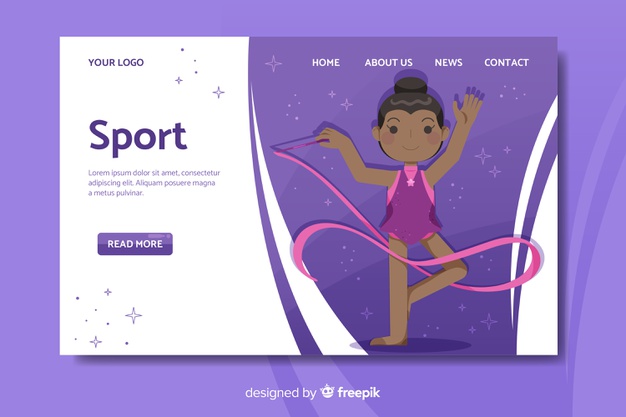 YOUR LOGO
HOME ABOUT US NEWS CONTACT
Sport
Lorem ipsum dolor sit amet, consectetur
adipiscing elit. Aliquam posuere magna
a metus pulvinar.
READ MORE
designed by freepik